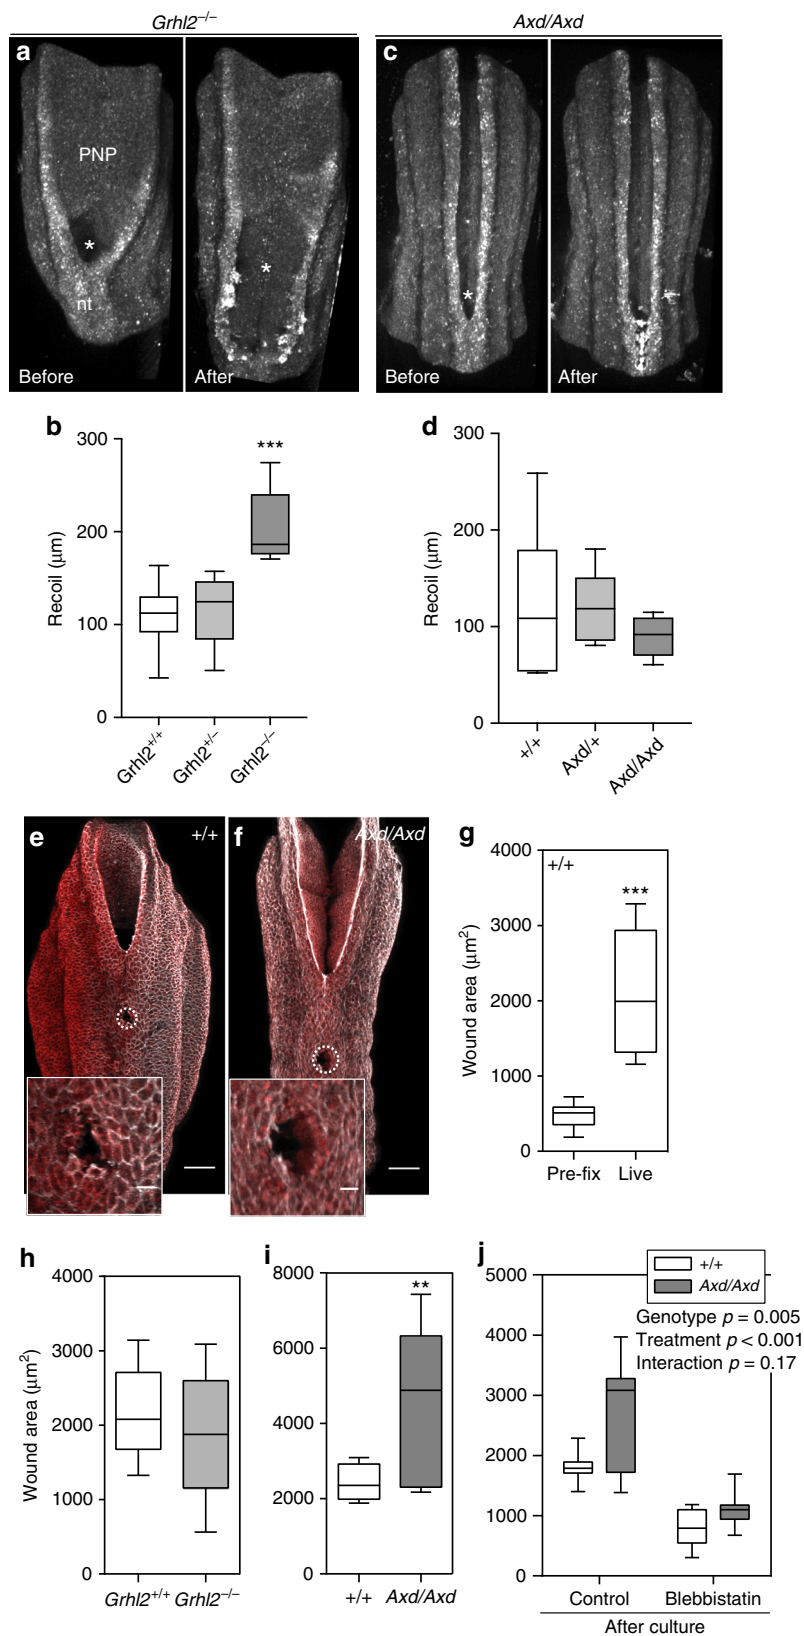 Grhl2⁻/⁻
Axd/Axd
a
PNP
*
nt
Before
*
After
c
*
Before
After
b
300
200
100
0
Recoil (μm)
***
Grhl2⁺/⁺
Grhl2⁺/⁻
Grhl2⁻/⁻
d
300
200
100
0
Recoil (μm)
+/+
Axd/+
Axd/Axd
e
+/+
f
Axd/Axd
g
4000
3000
2000
1000
0
Wound area (μm²)
+/+
***
Pre-fix
Live
h
4000
3000
2000
1000
0
Wound area (μm²)
Grhl2⁺/⁺
Grhl2⁻/⁻
i
8000
6000
4000
2000
0
**
+/+
Axd/Axd
j
+/+
Axd/Axd
Genotype p = 0.005
Treatment p < 0.001
Interaction p = 0.17
5000
4000
3000
2000
1000
0
Control
Blebbistatin
After culture